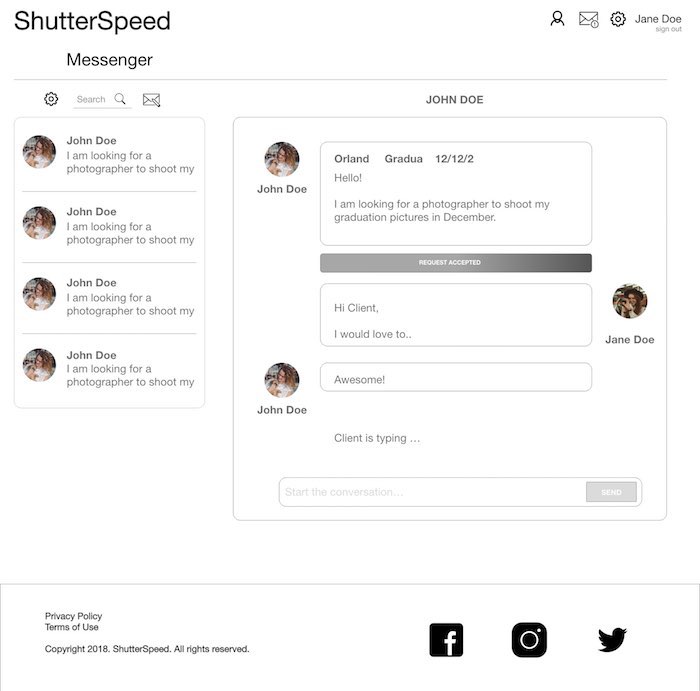 ShutterSpeed
Jane Doe
sign out
Messenger
Search
JOHN DOE
John Doe
I am looking for a
photographer to shoot my
John Doe
I am looking for a
photographer to shoot my
John Doe
I am looking for a
photographer to shoot my
John Doe
I am looking for a
photographer to shoot my
John Doe
Orland Gradua 12/12/2
Hello!
I am looking for a photographer to shoot my
graduation pictures in December.
REQUEST ACCEPTED
Hi Client,
I would love to..
Jane Doe
John Doe
Awesome!
Client is typing …
Start the conversation…
SEND
Privacy Policy
Terms of Use
Copyright 2018. ShutterSpeed. All rights reserved.